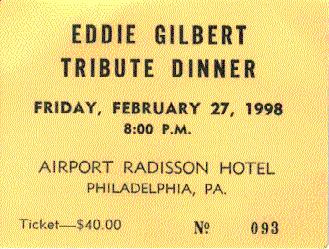 EDDIE GILBERT
TRIBUTE DINNER
FRIDAY, FEBRUARY 27, 1998
8:00 P.M.
AIRPORT RADISSON HOTEL
PHILADELPHIA, PA.
Ticket—$40.00 Nº 093